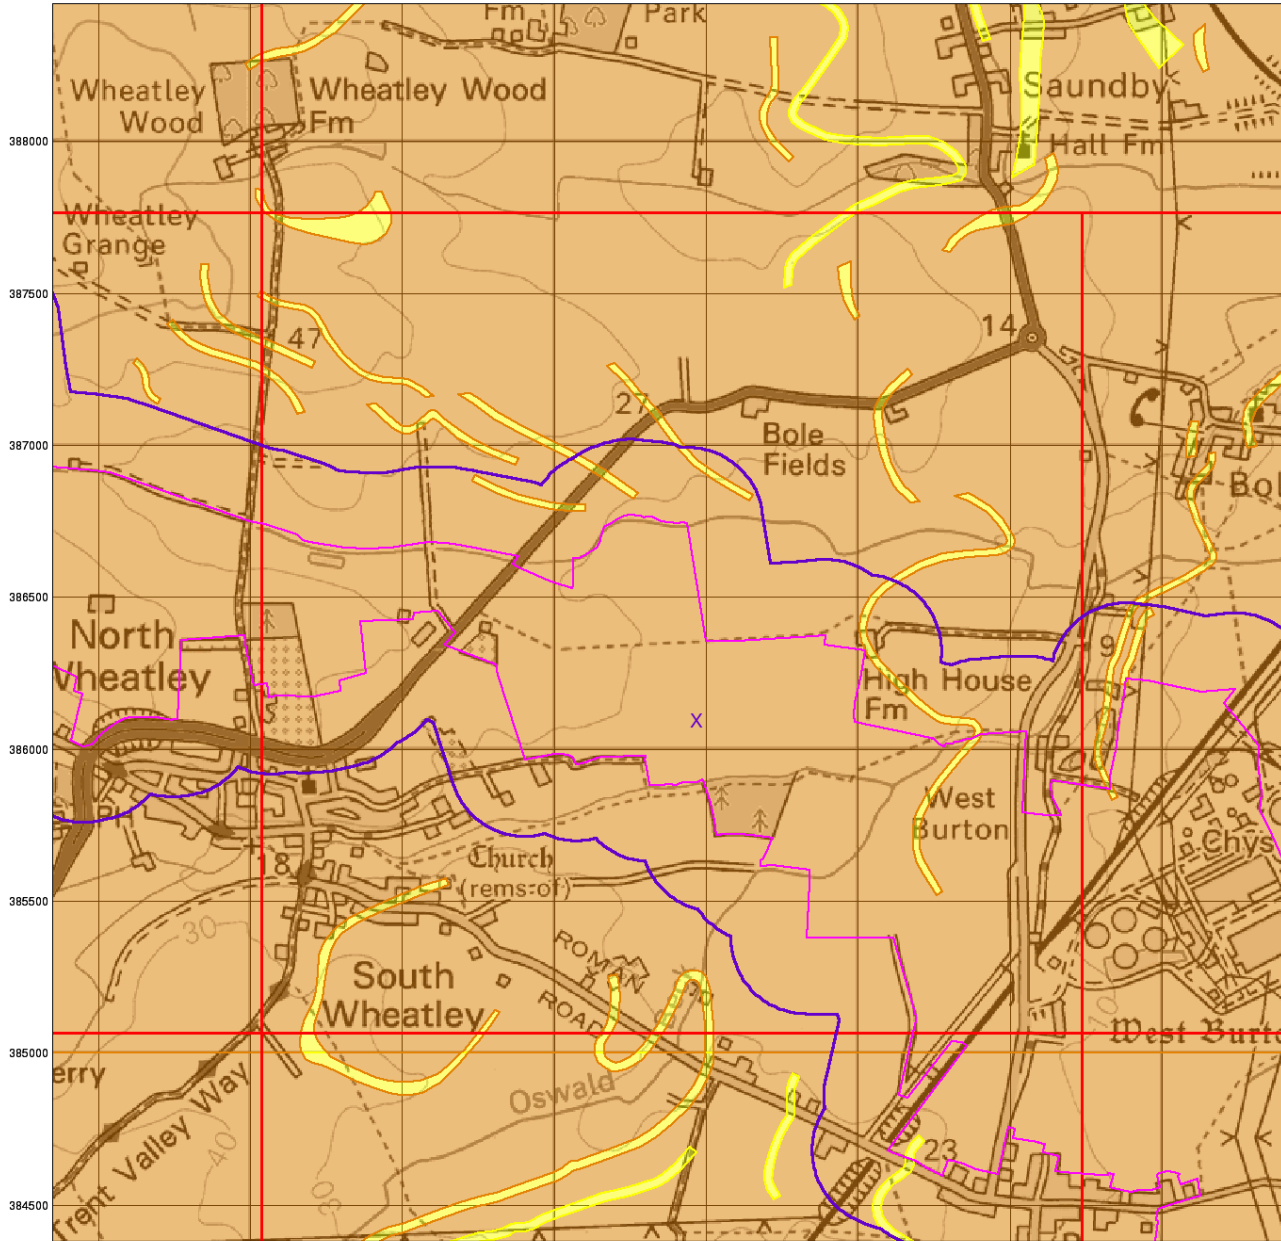 Fm
Park
Wheatley
Wood
Wheatley Wood
Fm
Saundby
Hall Fm
388000
Wheatley
Grange
387500
47
14
27
Bole
Fields
387000
Bol
386500
North
Wheatley
9
High House
Fm
X
386000
PH
West
Burton
Chys
18
Church
(rems of)
385500
30
South
Wheatley
ROMAN
ROAD
West Burto
385000
erry
Oswald
Trent Valley Way
40
23
384500